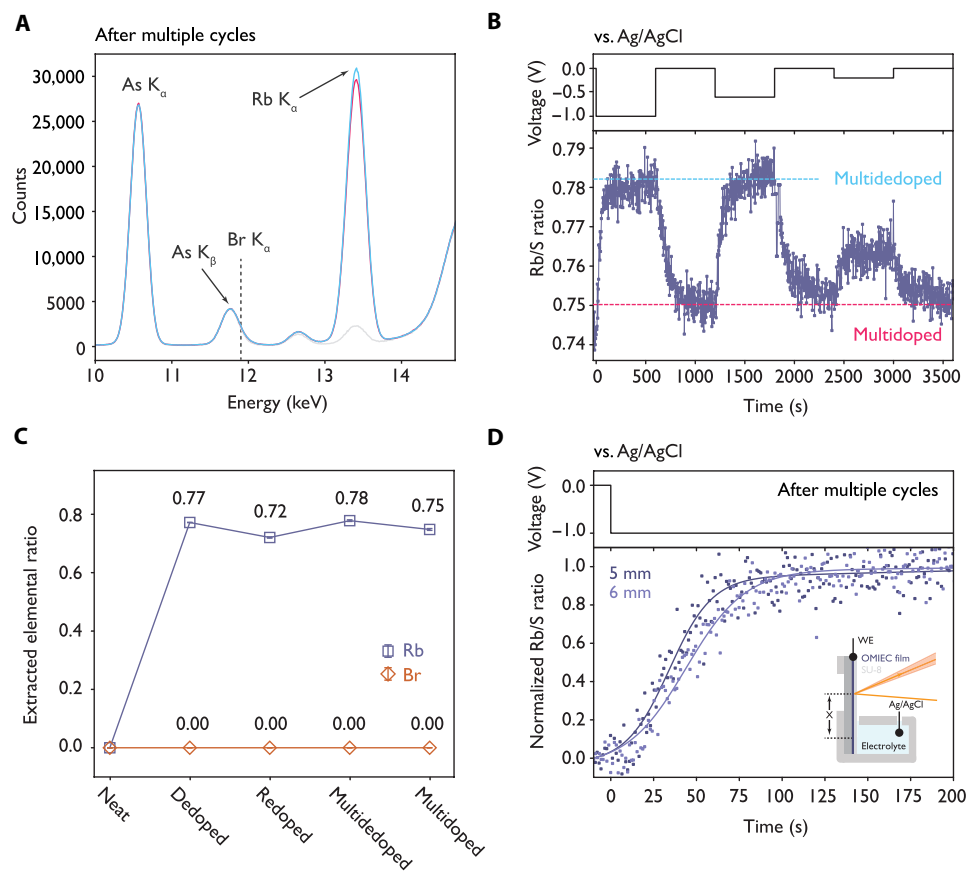 A
After multiple cycles
30,000
25,000
20,000
15,000
10,000
5000
0
Counts
As Kα
Rb Kα
As Kβ
Br Kα
10
11
12
13
14
Energy (keV)
B
vs. Ag/AgCl
Voltage (V)
0.0
−0.5
−1.0
Rb/S ratio
0.79
0.78
0.76
0.75
0.74
Multidedoped
Multidoped
0
500
1000
1500
2000
2500
3000
3500
Time (s)
C
Extracted elemental ratio
0.8
0.6
0.4
0.2
0.0
0.77
0.72
0.78
0.75
Rb
Br
0.00
0.00
0.00
0.00
Neat
Dedoped
Redoped
Multidedoped
Multidoped
D
vs. Ag/AgCl
Voltage (V)
0.0
−1.0
After multiple cycles
Normalized Rb/S ratio
1.0
0.8
0.6
0.4
0.2
0.0
5 mm
6 mm
WE
OMIEC film
SU-8
X
Ag/AgCl
Electrolyte
0
25
50
75
100
125
150
175
200
Time (s)